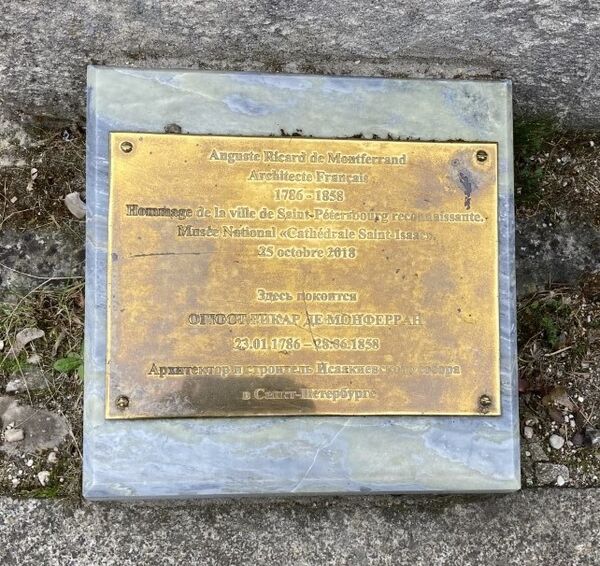 Auguste Ricard de Montferrand
Architecte Français
1786 - 1858
Hommage de la ville de Saint-Pétersbourg reconnaissante.
Musée National «Cathédrale Saint-Isaac».
25 octobre 2018
Здесь покоится
ОГЮСТ РИКАР ДЕ МОНФЕРРАН
23.01 1786 – 28.06.1858
Архитектор и строитель Исаакиевского собора
в Санкт-Петербурге